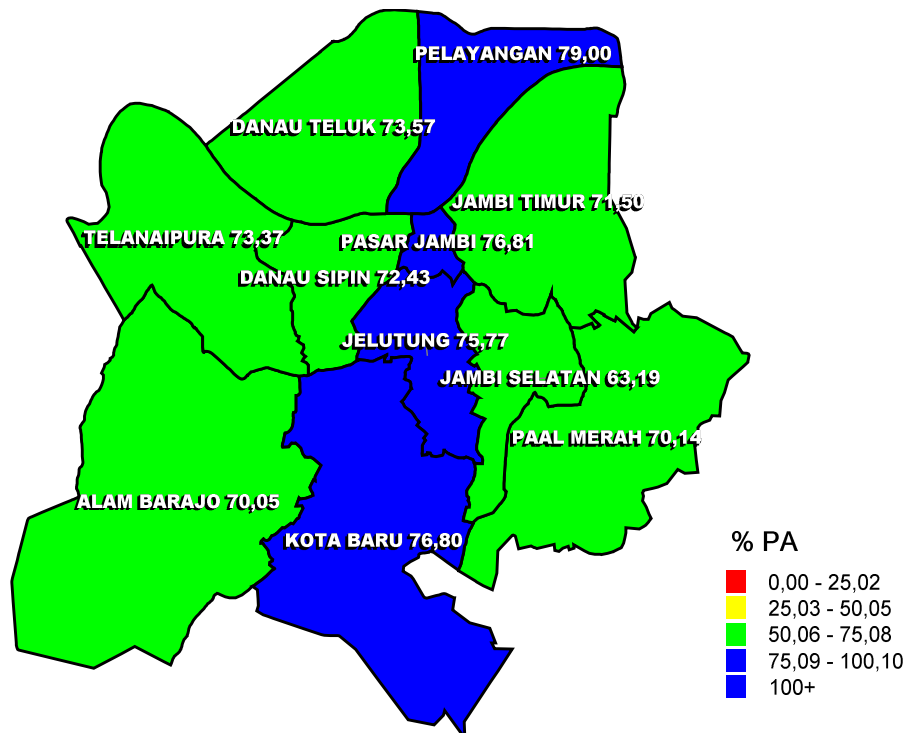 PELAYANGAN 79,00
DANAU TELUK 73,57
JAMBI TIMUR 71,50
TELANAIPURA 73,37
PASAR JAMBI 76,81
DANAU SIPIN 72,43
JELUTUNG 75,77
JAMBI SELATAN 63,19
PAAL MERAH 70,14
ALAM BARAJO 70,05
KOTA BARU 76,80
% PA
0,00 - 25,02
25,03 - 50,05
50,06 - 75,08
75,09 - 100,10
100+